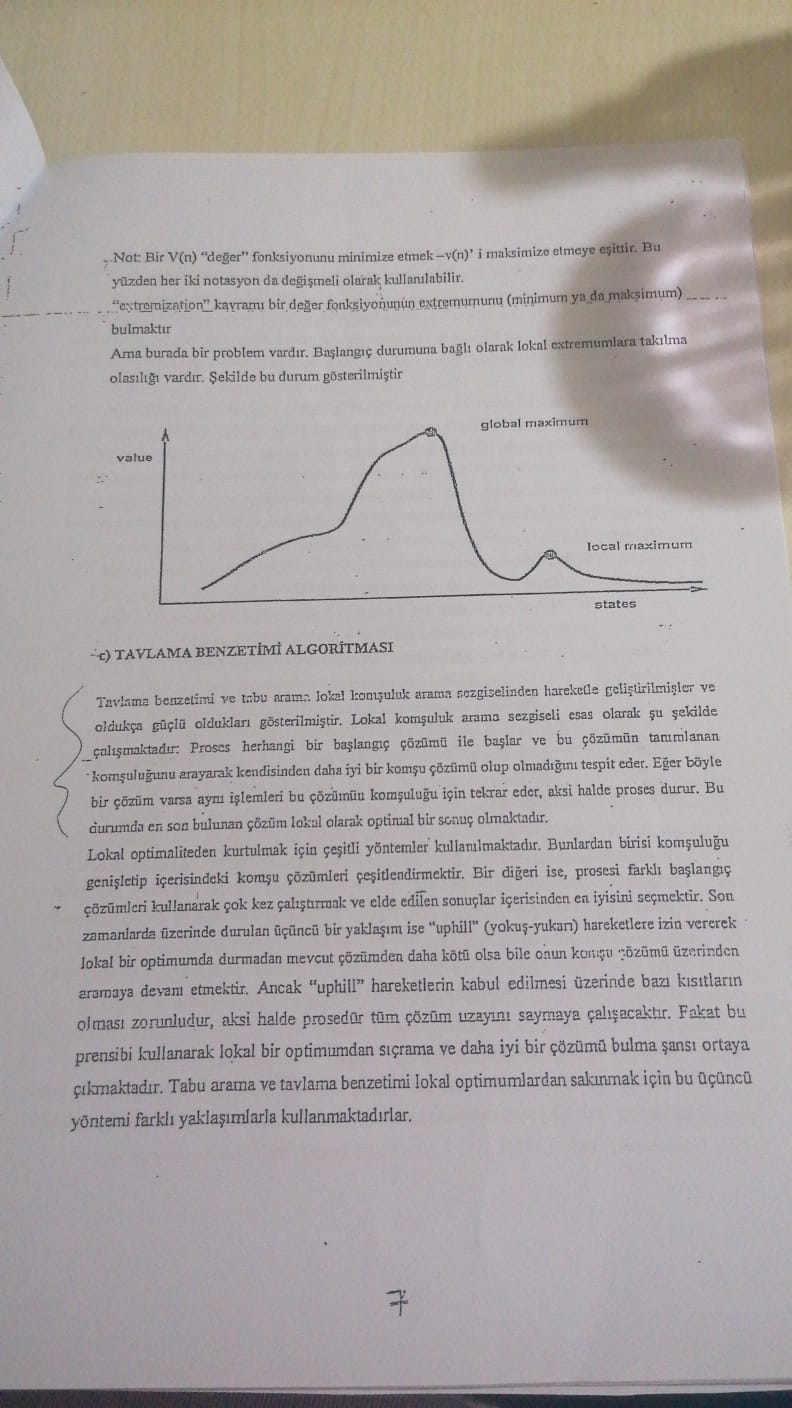 Not: Bir V(n) “değer” fonksiyonunu minimize etmek –v(n)’ i maksimize etmeye eşittir. Bu
yüzden her iki notasyon da değişmeli olarak kullanılabilir.
“extremization” kavramı bir değer fonksiyonunun extremumunu (minimum ya da maksimum)
bulmaktır
Ama burada bir problem vardır. Başlangıç durumuna bağlı olarak lokal extremumlara takılma
olasılığı vardır. Şekilde bu durum gösterilmiştir
global maximum
value
local maximum
states
c) TAVLAMA BENZETİMİ ALGORİTMASI
Tavlama benzetimi ve tabu arama lokal komşuluk arama sezgiselinden hareketle geliştirilmişler ve
oldukça güçlü oldukları gösterilmiştir. Lokal komşuluk arama sezgiseli esas olarak şu şekilde
çalışmaktadır: Proses herhangi bir başlangıç çözümü ile başlar ve bu çözümün tanımlanan
komşuluğunu arayarak kendisinden daha iyi bir komşu çözümü olup olmadığını tespit eder. Eğer böyle
bir çözüm varsa aynı işlemleri bu çözümün komşuluğu için tekrar eder, aksi halde proses durur. Bu
durumda en son bulunan çözüm lokal olarak optimal bir sonuç olmaktadır.
Lokal optimaliteden kurtulmak için çeşitli yöntemler kullanılmaktadır. Bunlardan birisi komşuluğu
genişletip içerisindeki komşu çözümleri çeşitlendirmektir. Bir diğeri ise, prosesi farklı başlangıç
çözümleri kullanarak çok kez çalıştırmak ve elde edilen sonuçlar içerisinden en iyisini seçmektir. Son
zamanlarda üzerinde durulan üçüncü bir yaklaşım ise “uphill” (yokuş-yukarı) hareketlere izin vererek
lokal bir optimumda durmadan mevcut çözümden daha kötü olsa bile onun komşu çözümü üzerinden
aramaya devam etmektir. Ancak “uphill” hareketlerin kabul edilmesi üzerinde bazı kısıtların
olması zorunludur, aksi halde prosedür tüm çözüm uzayını saymaya çalışacaktır. Fakat bu
prensibi kullanarak lokal bir optimumdan sıçrama ve daha iyi bir çözümü bulma şansı ortaya
çıkmaktadır. Tabu arama ve tavlama benzetimi lokal optimumlardan sakınmak için bu üçüncü
yöntemi farklı yaklaşımlarla kullanmaktadırlar.
7